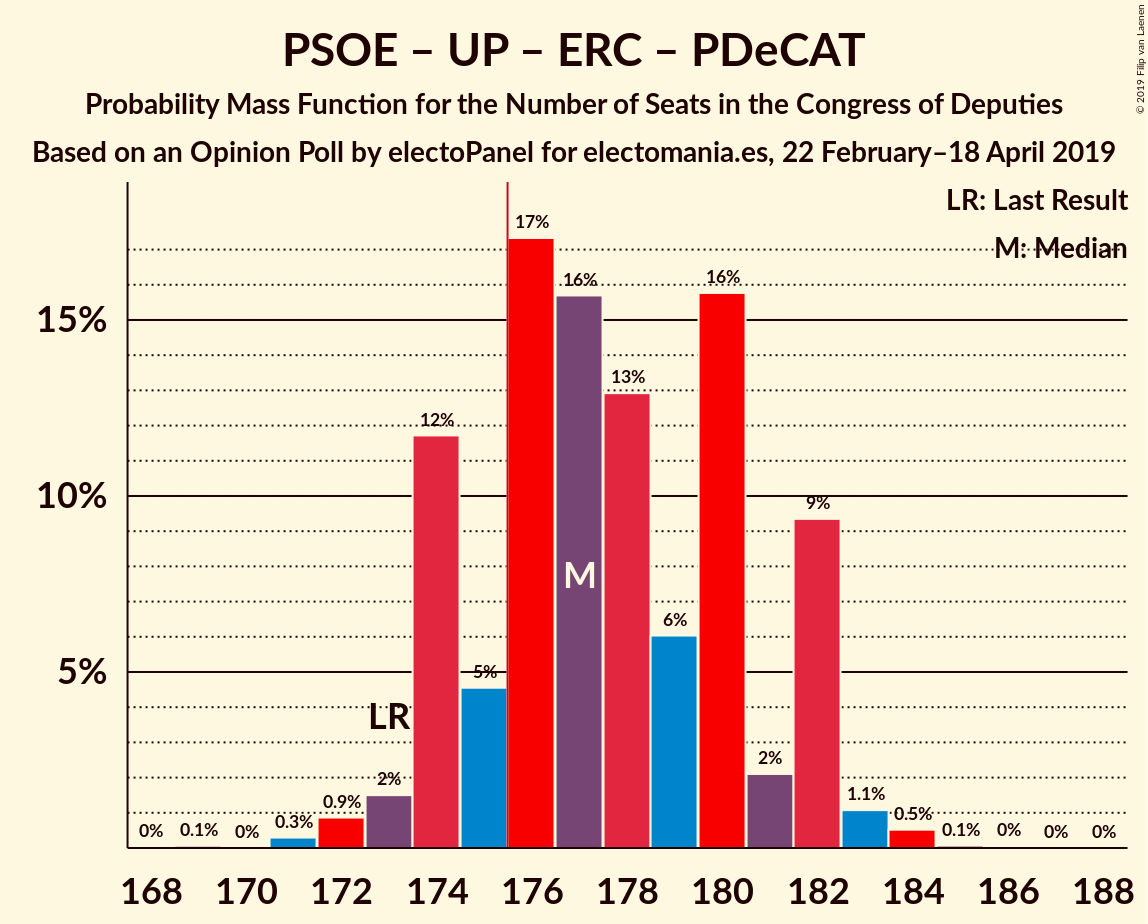 PSOE – UP – ERC – PDeCAT
Probability Mass Function for the Number of Seats in the Congress of Deputies
Based on an Opinion Poll by electoPanel for electomania.es, 22 February–18 April 2019
© 2019 Filip van Laenen
LR: Last Result
M: Median
15%
10%
5%
0% 0.1% 0% 0.3% 0.9% 2% 12% 5% 17% 16% 13% 6% 16% 2% 9% 1.1% 0.5% 0.1% 0% 0% 0%
LR
M
168 170 172 174 176 178 180 182 184 186 188